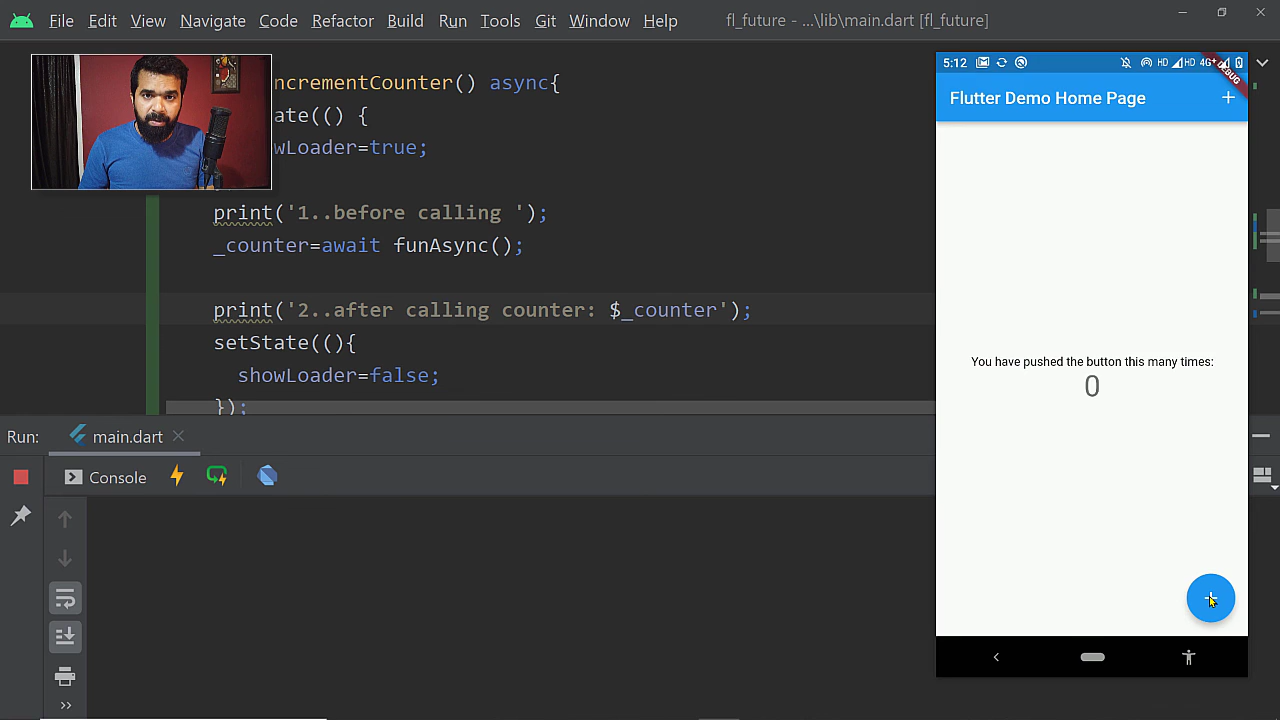 File Edit View Navigate Code Refactor Build Run Tools Git Window Help fl_future - ...\lib\main.dart [fl_future]
ncrementCounter() async{
ate(() {
wLoader=true;
print('1..before calling ');
_counter=await funAsync();
print('2..after calling counter: $_counter');
setState((){
showLoader=false;
});
Run: main.dart
Console
5:12 HD HD 4G+
DEBUG
Flutter Demo Home Page +
You have pushed the button this many times:
0